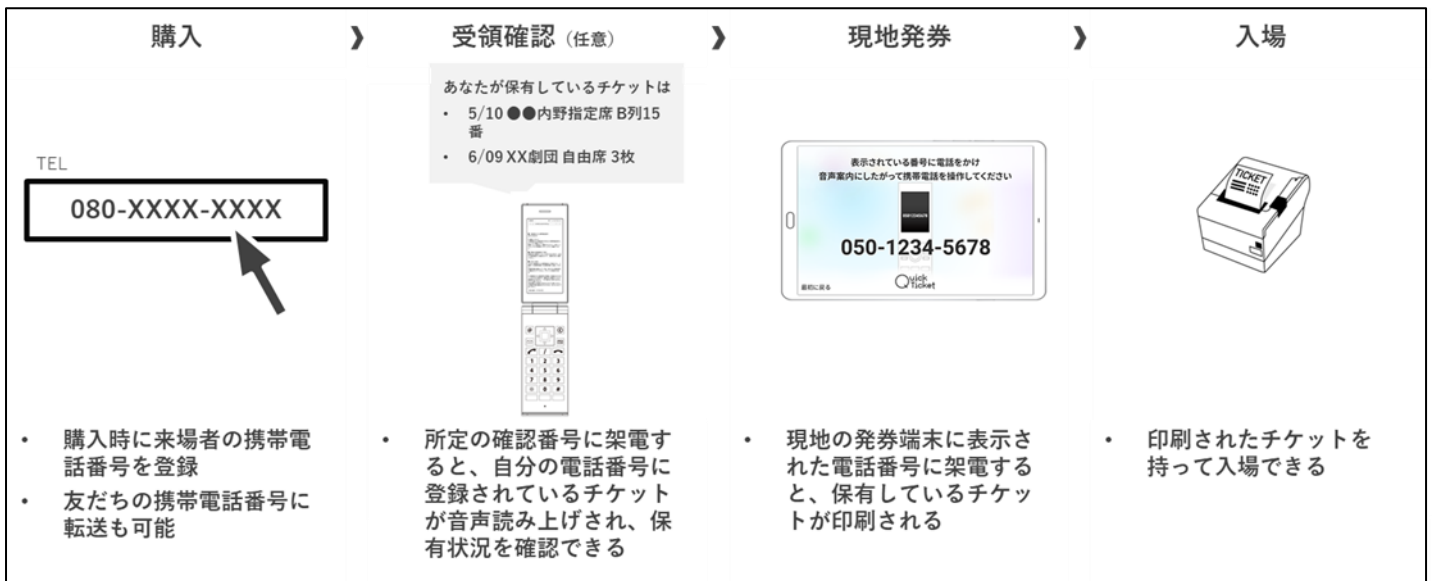 購入
❯
受領確認（任意）
❯
現地発券
❯
入場
TEL
080-XXXX-XXXX
・ 購入時に来場者の携帯電
話番号を登録
・ 友だちの携帯電話番号に
転送も可能
あなたが保有しているチケットは
・ 5/10 ●●内野指定席 B列15
番
・ 6/09 XX劇団 自由席 3枚
・ 所定の確認番号に架電す
ると、自分の電話番号に
登録されているチケット
が音声読み上げされ、保
有状況を確認できる
表示されている番号に電話をかけ
音声案内にしたがって携帯電話を操作してください
050-1234-5678
最初に戻る
Quick
Ticket
・ 現地の発券端末に表示さ
れた電話番号に架電する
と、保有しているチケッ
トが印刷される
TICKET
・ 印刷されたチケットを
持って入場できる